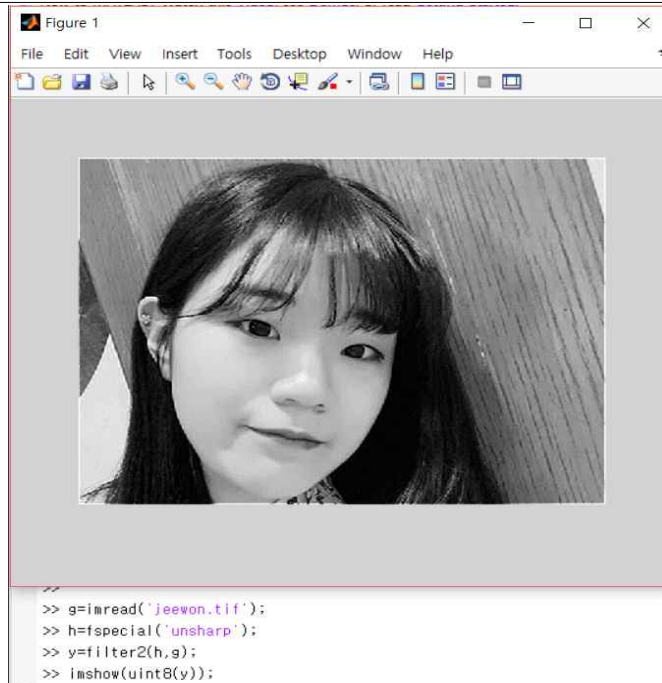 Figure 1
File Edit View Insert Tools Desktop Window Help
>>
>> g=imread('jeewon.tif');
>> h=fspecial('unsharp');
>> y=filter2(h,g);
>> imshow(uint8(y));